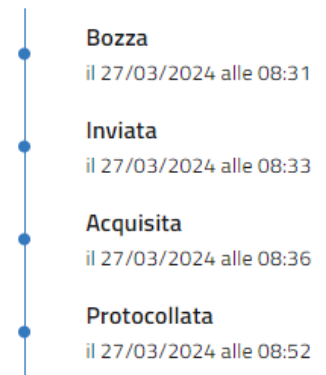 Bozza
il 27/03/2024 alle 08:31
Inviata
il 27/03/2024 alle 08:33
Acquisita
il 27/03/2024 alle 08:36
Protocollata
il 27/03/2024 alle 08:52